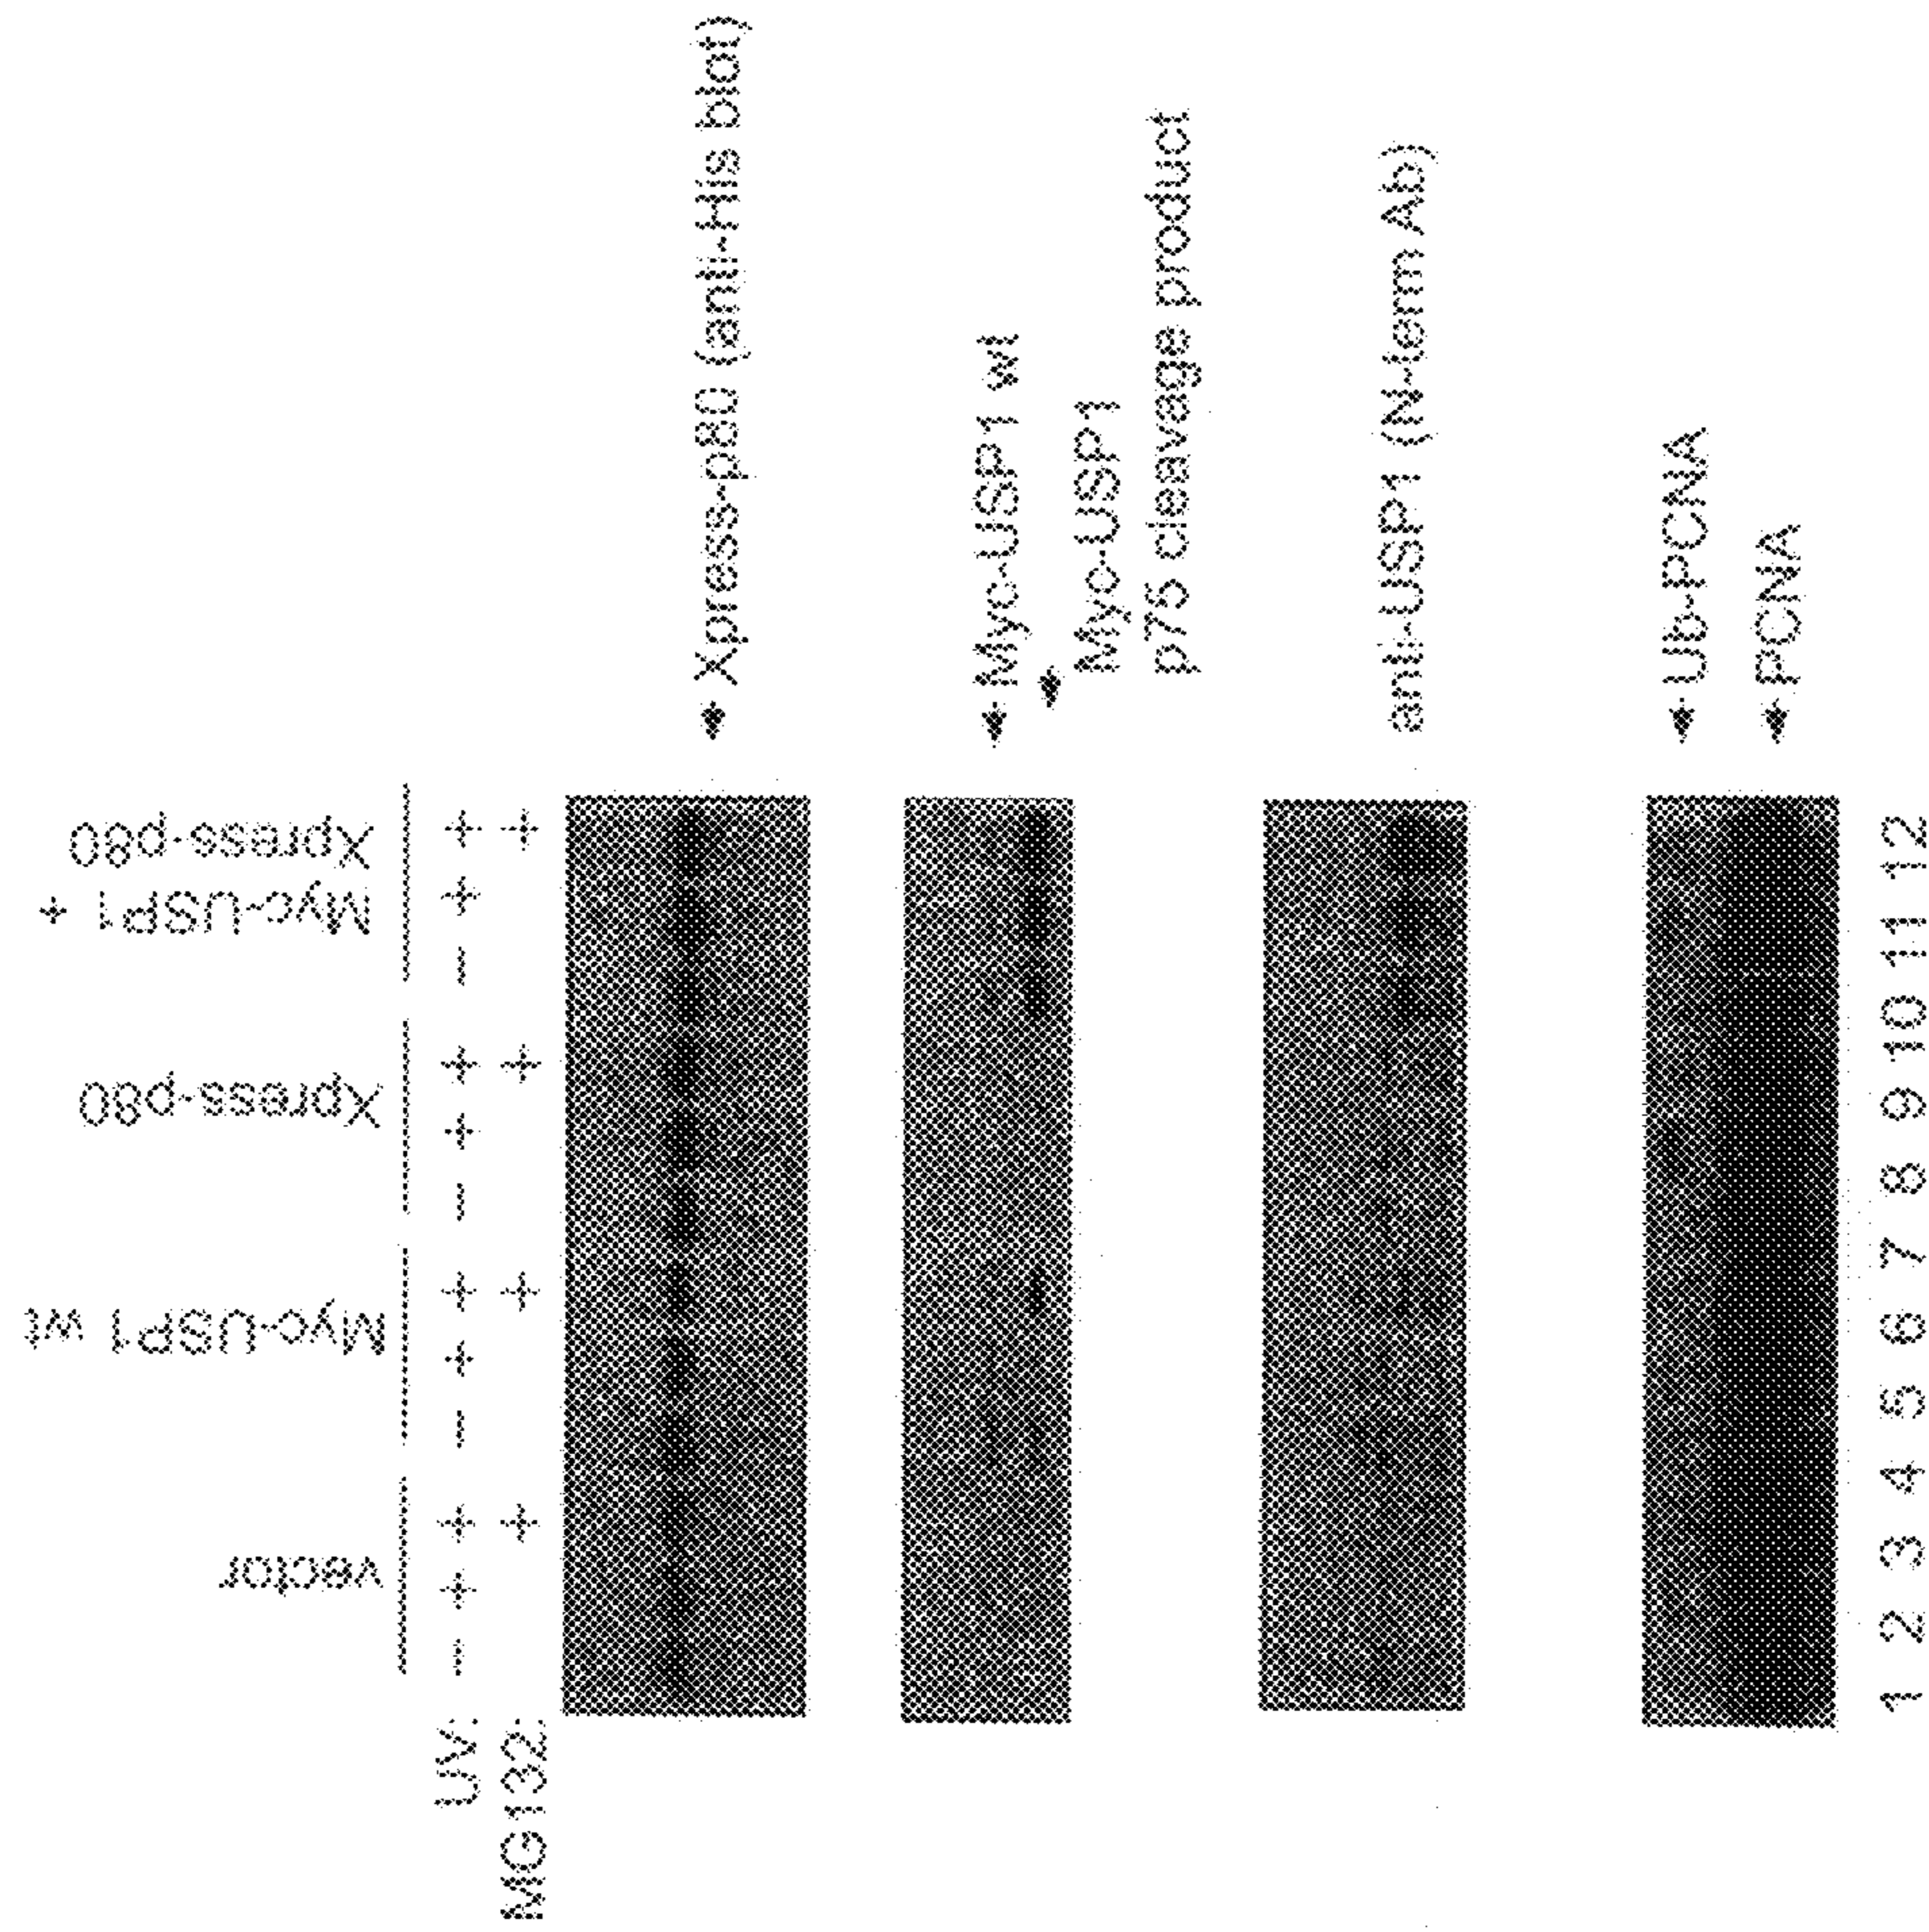 vector
Myc-USP1 wt
Xpress-p80
Myc-USP1 +
Xpress-p80
UV: − + + − + + − + + − + +
MG132: + + + +
Xpress-p80 (anti-His blot)
Myc-USP1 wt
Myc-USP1
p75 cleavage product
anti-USP1 (N-term Ab)
Ub-PCNA
PCNA
1 2 3 4 5 6 7 8 9 10 11 12